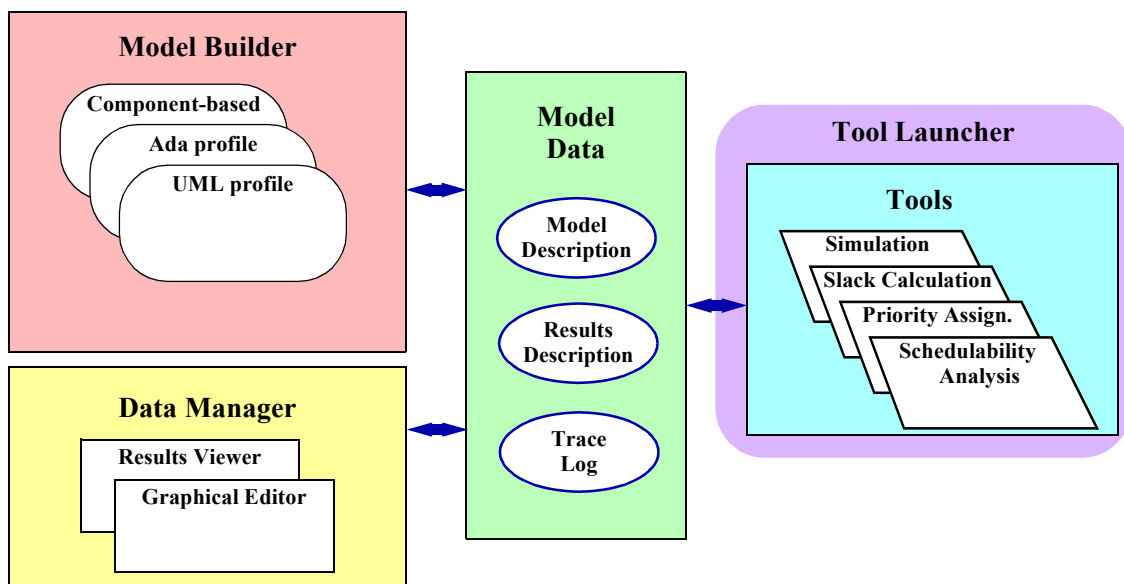 Model Builder
Component-based
Ada profile
UML profile
Data Manager
Results Viewer
Graphical Editor
Model
Data
Model
Description
Results
Description
Trace
Log
Tool Launcher
Tools
Simulation
Slack Calculation
Priority Assign.
Schedulability
Analysis